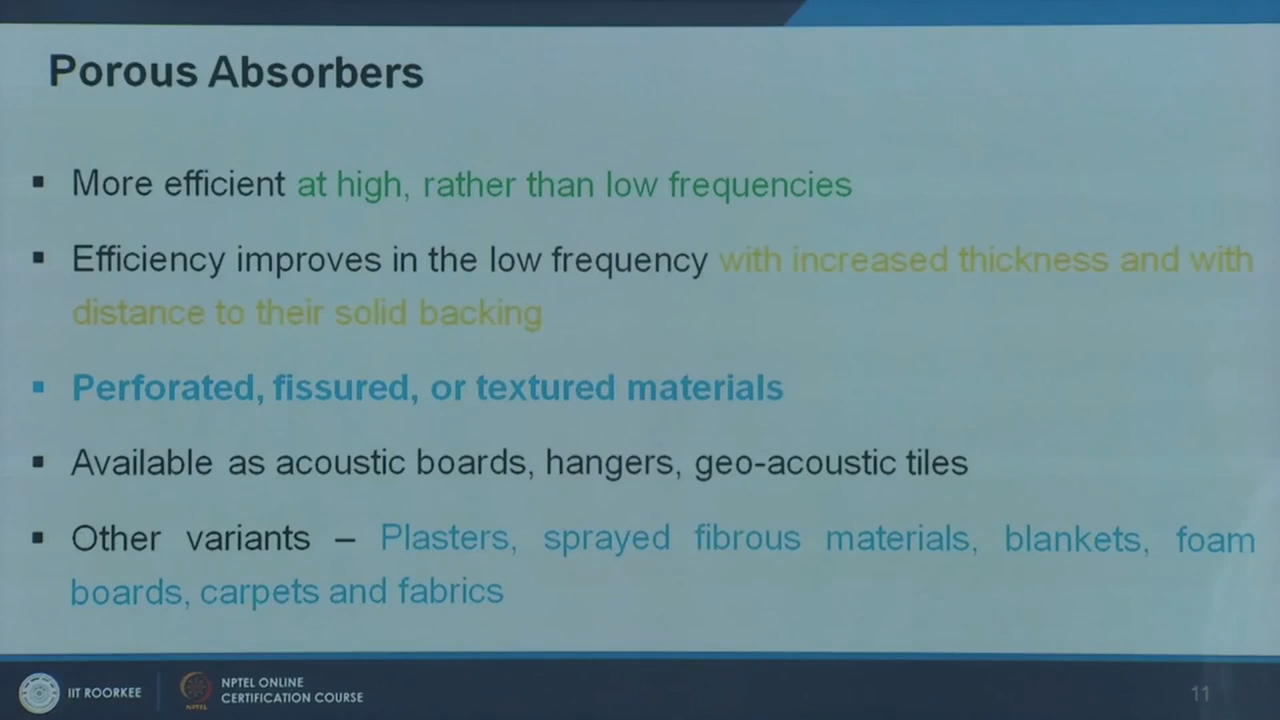 Porous Absorbers
▪ More efficient at high, rather than low frequencies
▪ Efficiency improves in the low frequency with increased thickness and with
distance to their solid backing
▪ Perforated, fissured, or textured materials
▪ Available as acoustic boards, hangers, geo-acoustic tiles
▪ Other variants – Plasters, sprayed fibrous materials, blankets, foam
boards, carpets and fabrics
IIT ROORKEE
NPTEL
NPTEL ONLINE
CERTIFICATION COURSE
11